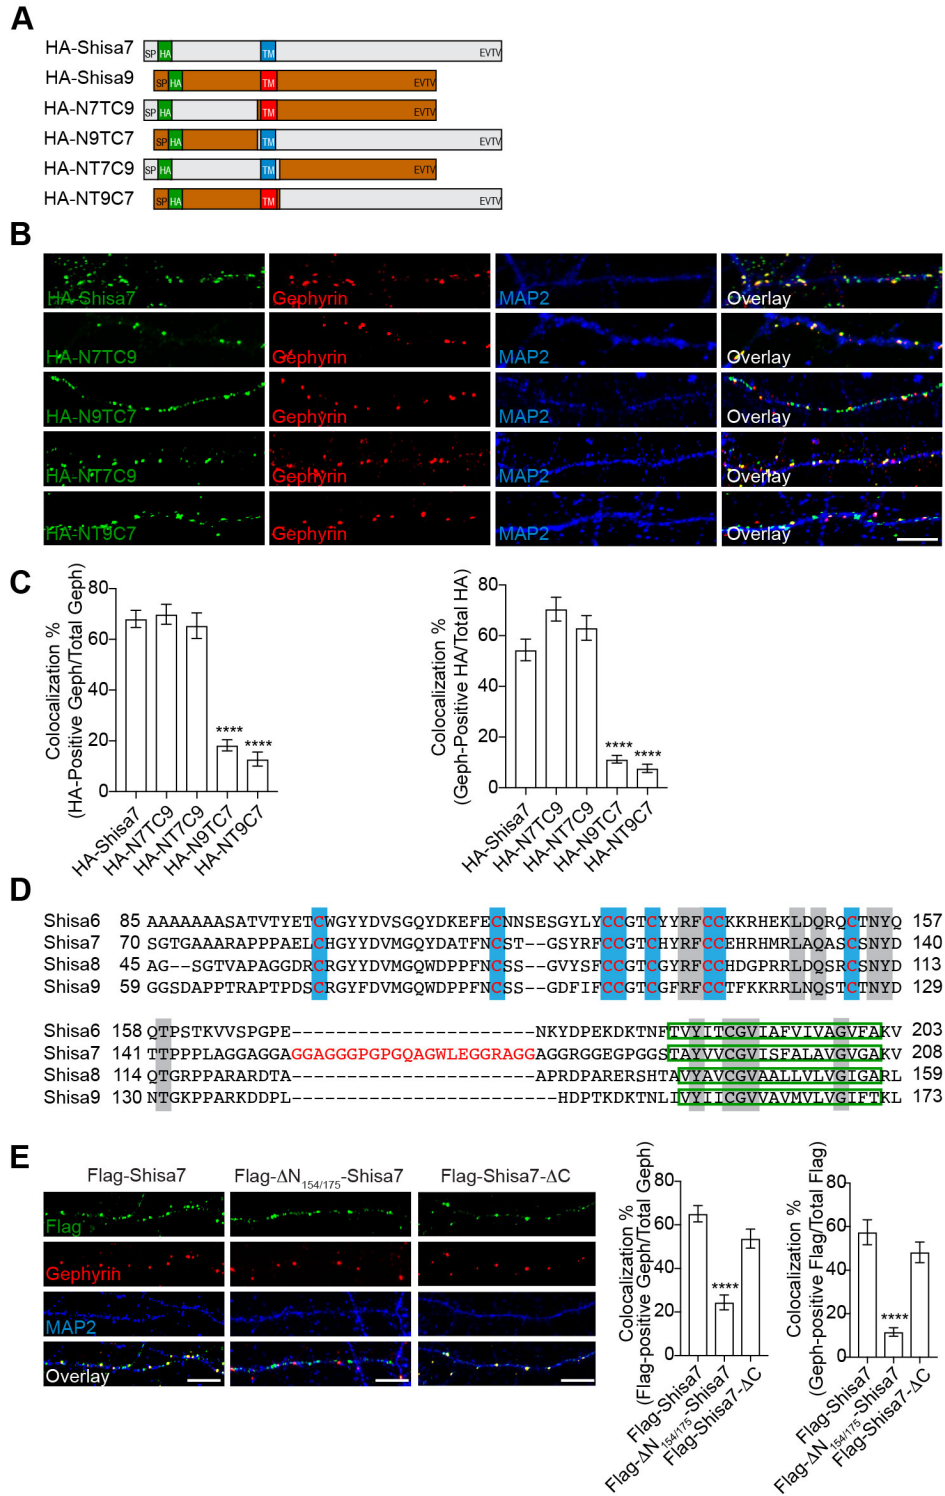 A
HA-Shisa7 SP HA TM EVTV
HA-Shisa9 SP HA TM EVTV
HA-N7TC9 SP HA TM EVTV
HA-N9TC7 SP HA TM EVTV
HA-NT7C9 SP HA TM EVTV
HA-NT9C7 SP HA TM EVTV
B
HA-Shisa7 Gephyrin MAP2 Overlay
HA-N7TC9 Gephyrin MAP2 Overlay
HA-N9TC7 Gephyrin MAP2 Overlay
HA-NT7C9 Gephyrin MAP2 Overlay
HA-NT9C7 Gephyrin MAP2 Overlay
C
Colocalization %
(HA-Positive Geph/Total Geph)
80
60
40
20
0
**** ****
HA-Shisa7
HA-N7TC9
HA-NT7C9
HA-N9TC7
HA-NT9C7
Colocalization %
(Geph-Positive HA/Total HA)
80
60
40
20
0
**** ****
HA-Shisa7
HA-N7TC9
HA-NT7C9
HA-N9TC7
HA-NT9C7
D
Shisa6 85 AAAAAAASATVTYETCWGYYDVSGQYDKEFECNNSESGYLYCCGTCYYRFCCKKRHEKLDQRQCTNYQ 157
Shisa7 70 SGTGAAARAPPPAELCHGYYDVMGQYDATFNCST--GSYRFCCGTCHYRFCCEHRHMRLAQASCSNYD 140
Shisa8 45 AG--SGTVAPAGGDRCRGYYDVMGQWDPPFNCSS--GVYSFCCGTCGYRFCCHDGPRRLDQSRCSNYD 113
Shisa9 59 GGSDAPPTRAPTPDSCRGYFDVMGQWDPPFNCSS--GDFIFCCGTCGFRFCCTFKKRRLNQSTCTNYD 129
Shisa6 158 QTPSTKVVSPGPE------------------------NKYDPEKDKTNFTVYITCGVIAFVIVAGVFAKV 203
Shisa7 141 TTPPPLAGGAGGAGGAGGGPGPGQAGWLEGGRAGGAGGRGGEGPGGSTAYVVCGVISFALAVGVGAKV 208
Shisa8 114 QTGRPPARARDTA------------------------APRDPARERSHTAVYAVCGVAALLVLVGIGARL 159
Shisa9 130 NTGKPPARKDDPL--------------------------HDPTKDKTNLIVYIICGVVAVMVLVGIFTKL 173
E
Flag-Shisa7 Flag-ΔN154/175-Shisa7 Flag-Shisa7-ΔC
Flag
Gephyrin
MAP2
Overlay
Colocalization %
(Flag-positive Geph/Total Geph)
80
60
40
20
0
****
Flag-Shisa7
Flag-ΔN154/175-Shisa7
Flag-Shisa7-ΔC
Colocalization %
(Geph-positive Flag/Total Flag)
80
60
40
20
0
****
Flag-Shisa7
Flag-ΔN154/175-Shisa7
Flag-Shisa7-ΔC